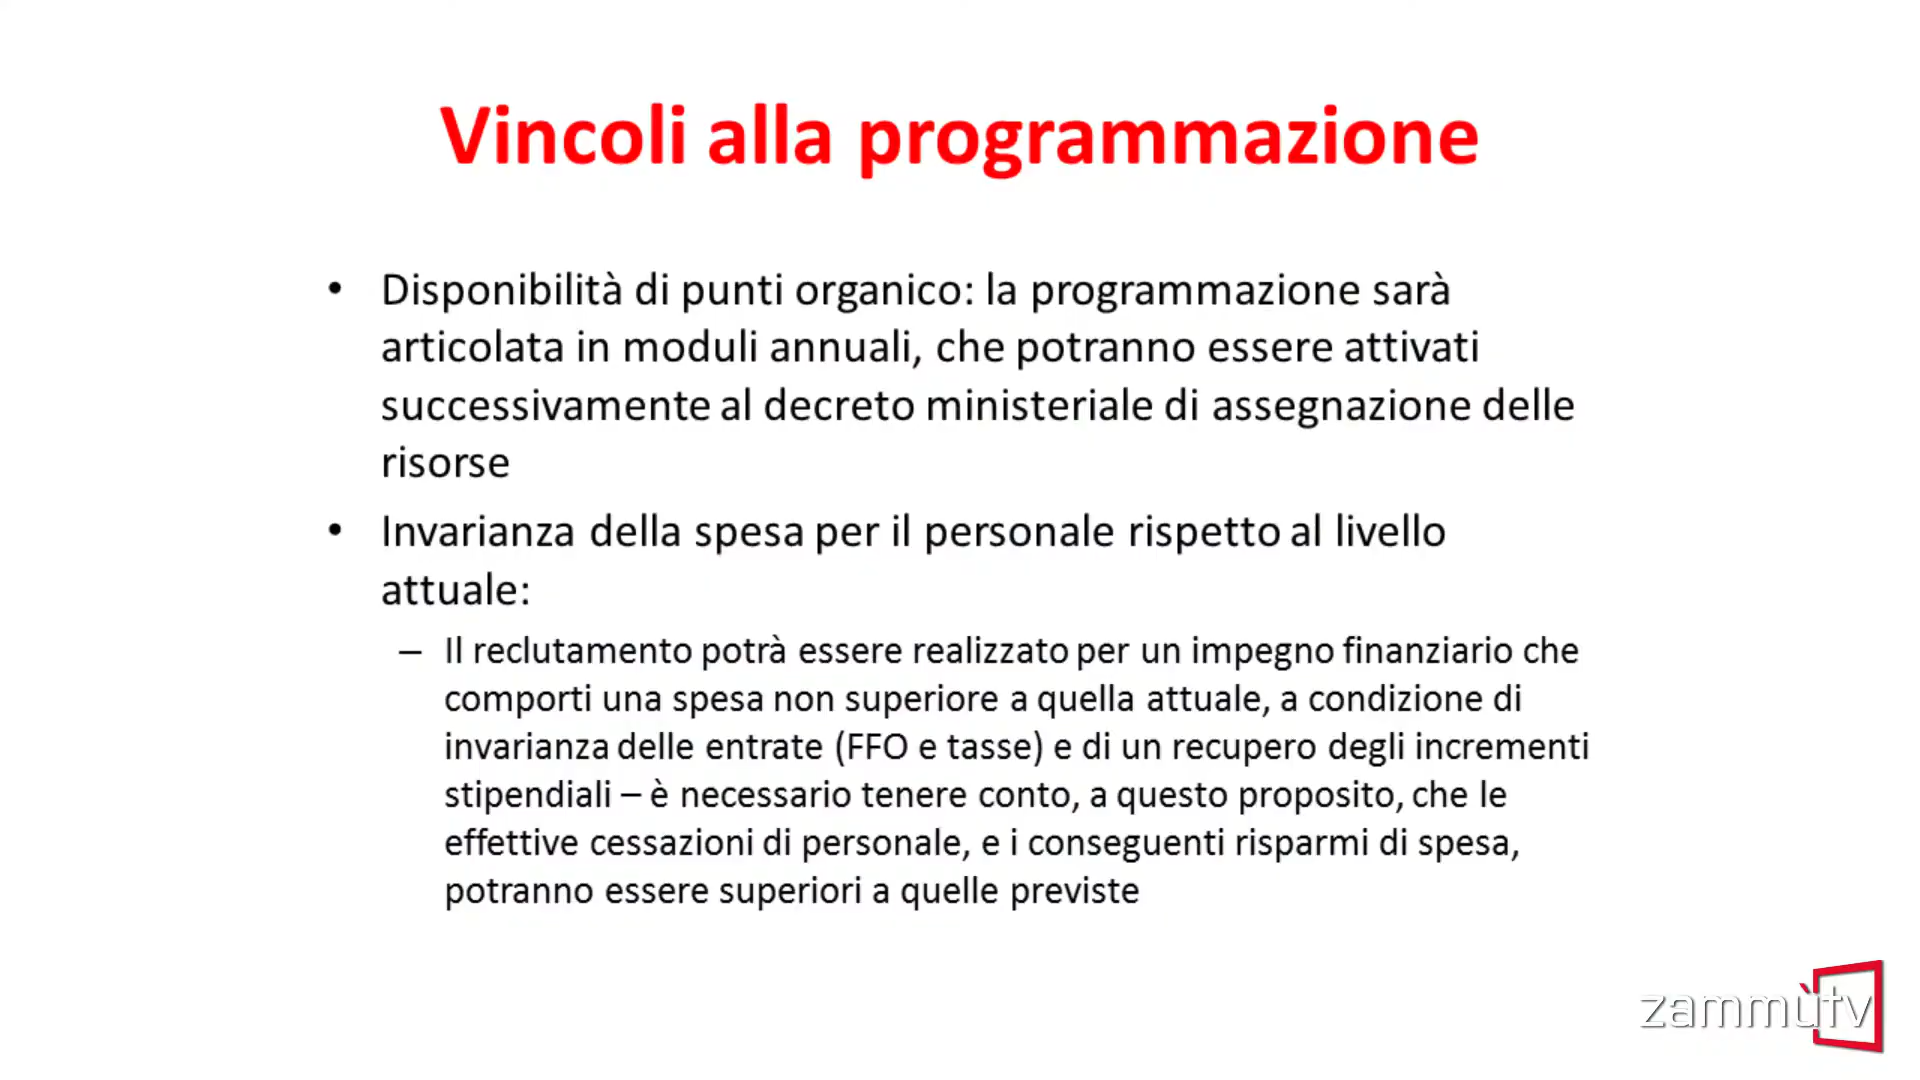 Vincoli alla programmazione
• Disponibilità di punti organico: la programmazione sarà
articolata in moduli annuali, che potranno essere attivati
successivamente al decreto ministeriale di assegnazione delle
risorse
• Invarianza della spesa per il personale rispetto al livello
attuale:
– Il reclutamento potrà essere realizzato per un impegno finanziario che
comporti una spesa non superiore a quella attuale, a condizione di
invarianza delle entrate (FFO e tasse) e di un recupero degli incrementi
stipendiali – è necessario tenere conto, a questo proposito, che le
effettive cessazioni di personale, e i conseguenti risparmi di spesa,
potranno essere superiori a quelle previste
zammùtv